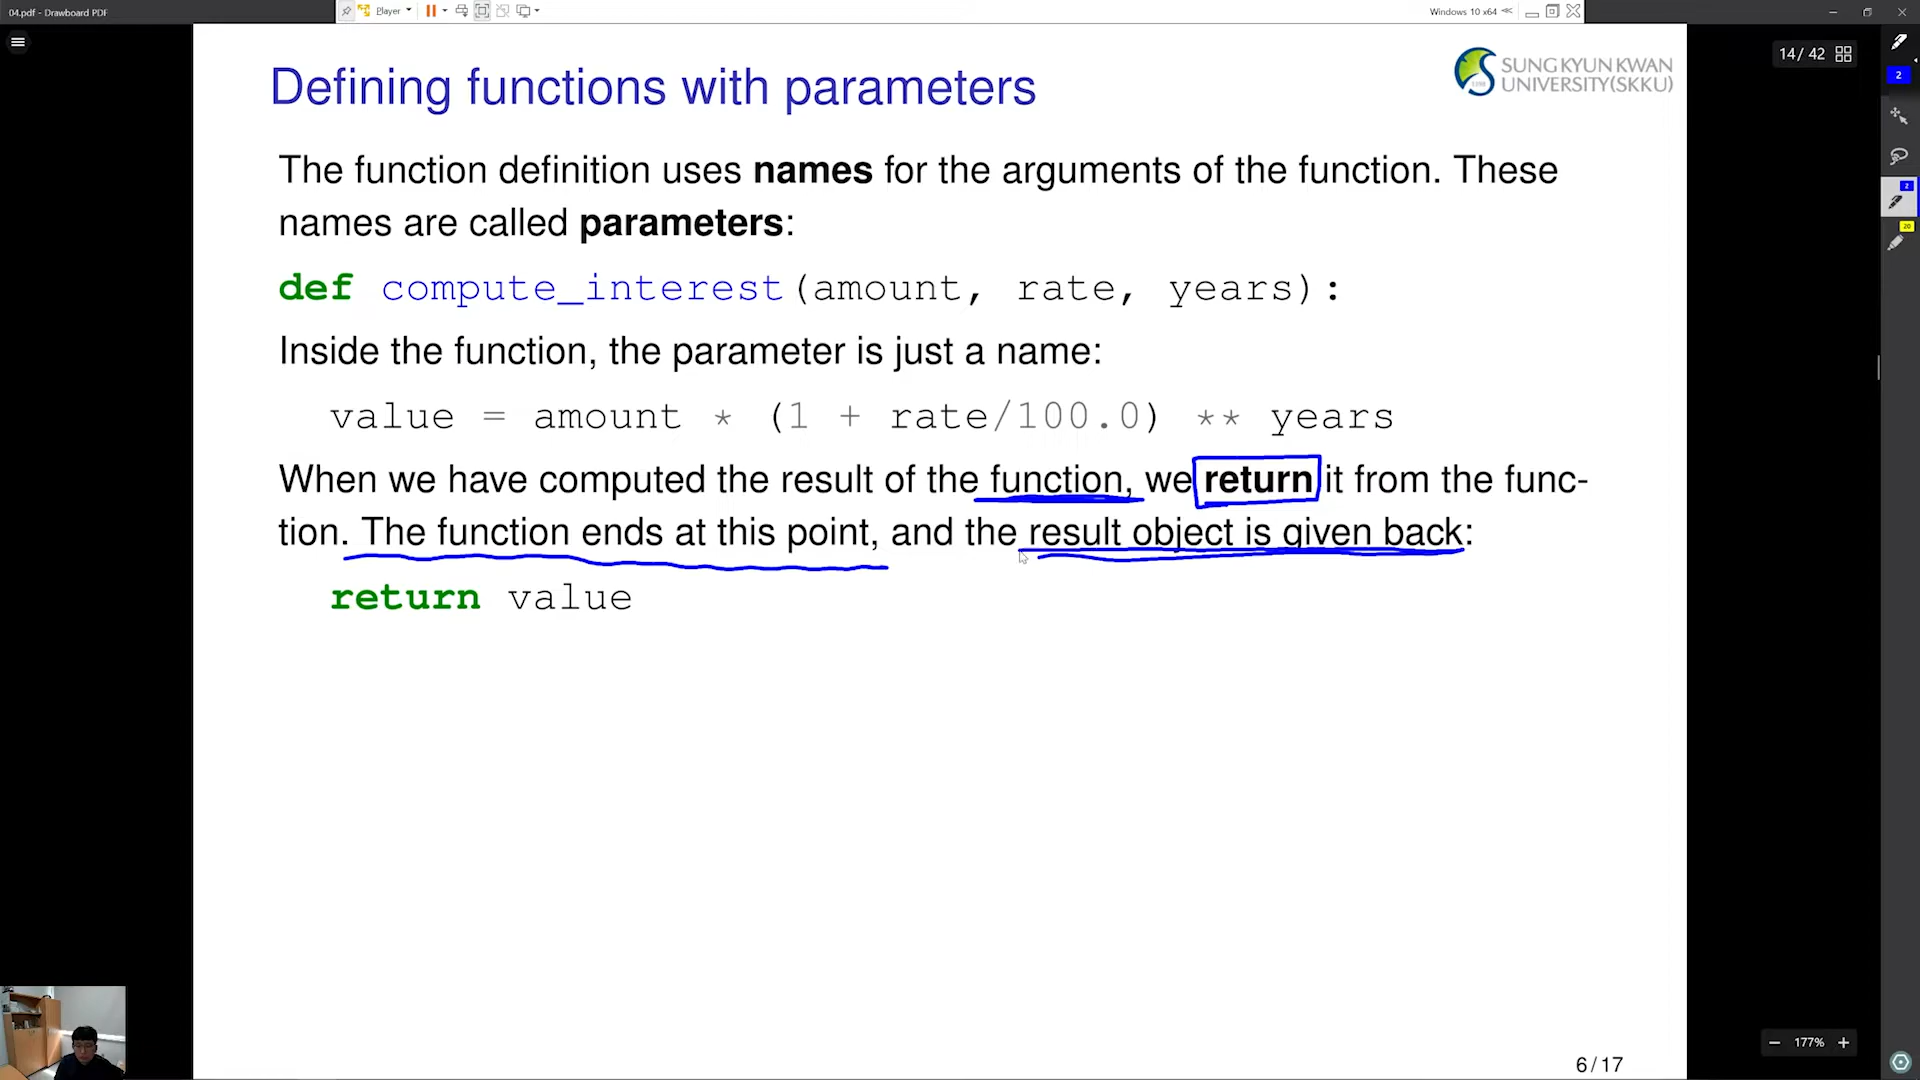 04.pdf - Drawboard PDF
Player
Windows 10 x64
14 / 42
2
Defining functions with parameters
SUNG KYUN KWAN
UNIVERSITY(SKKU)
The function definition uses names for the arguments of the function. These
names are called parameters:
def compute_interest(amount, rate, years):
Inside the function, the parameter is just a name:
value = amount * (1 + rate/100.0) ** years
When we have computed the result of the function, we return it from the func-
tion. The function ends at this point, and the result object is given back:
return value
2
20
177%
6/17